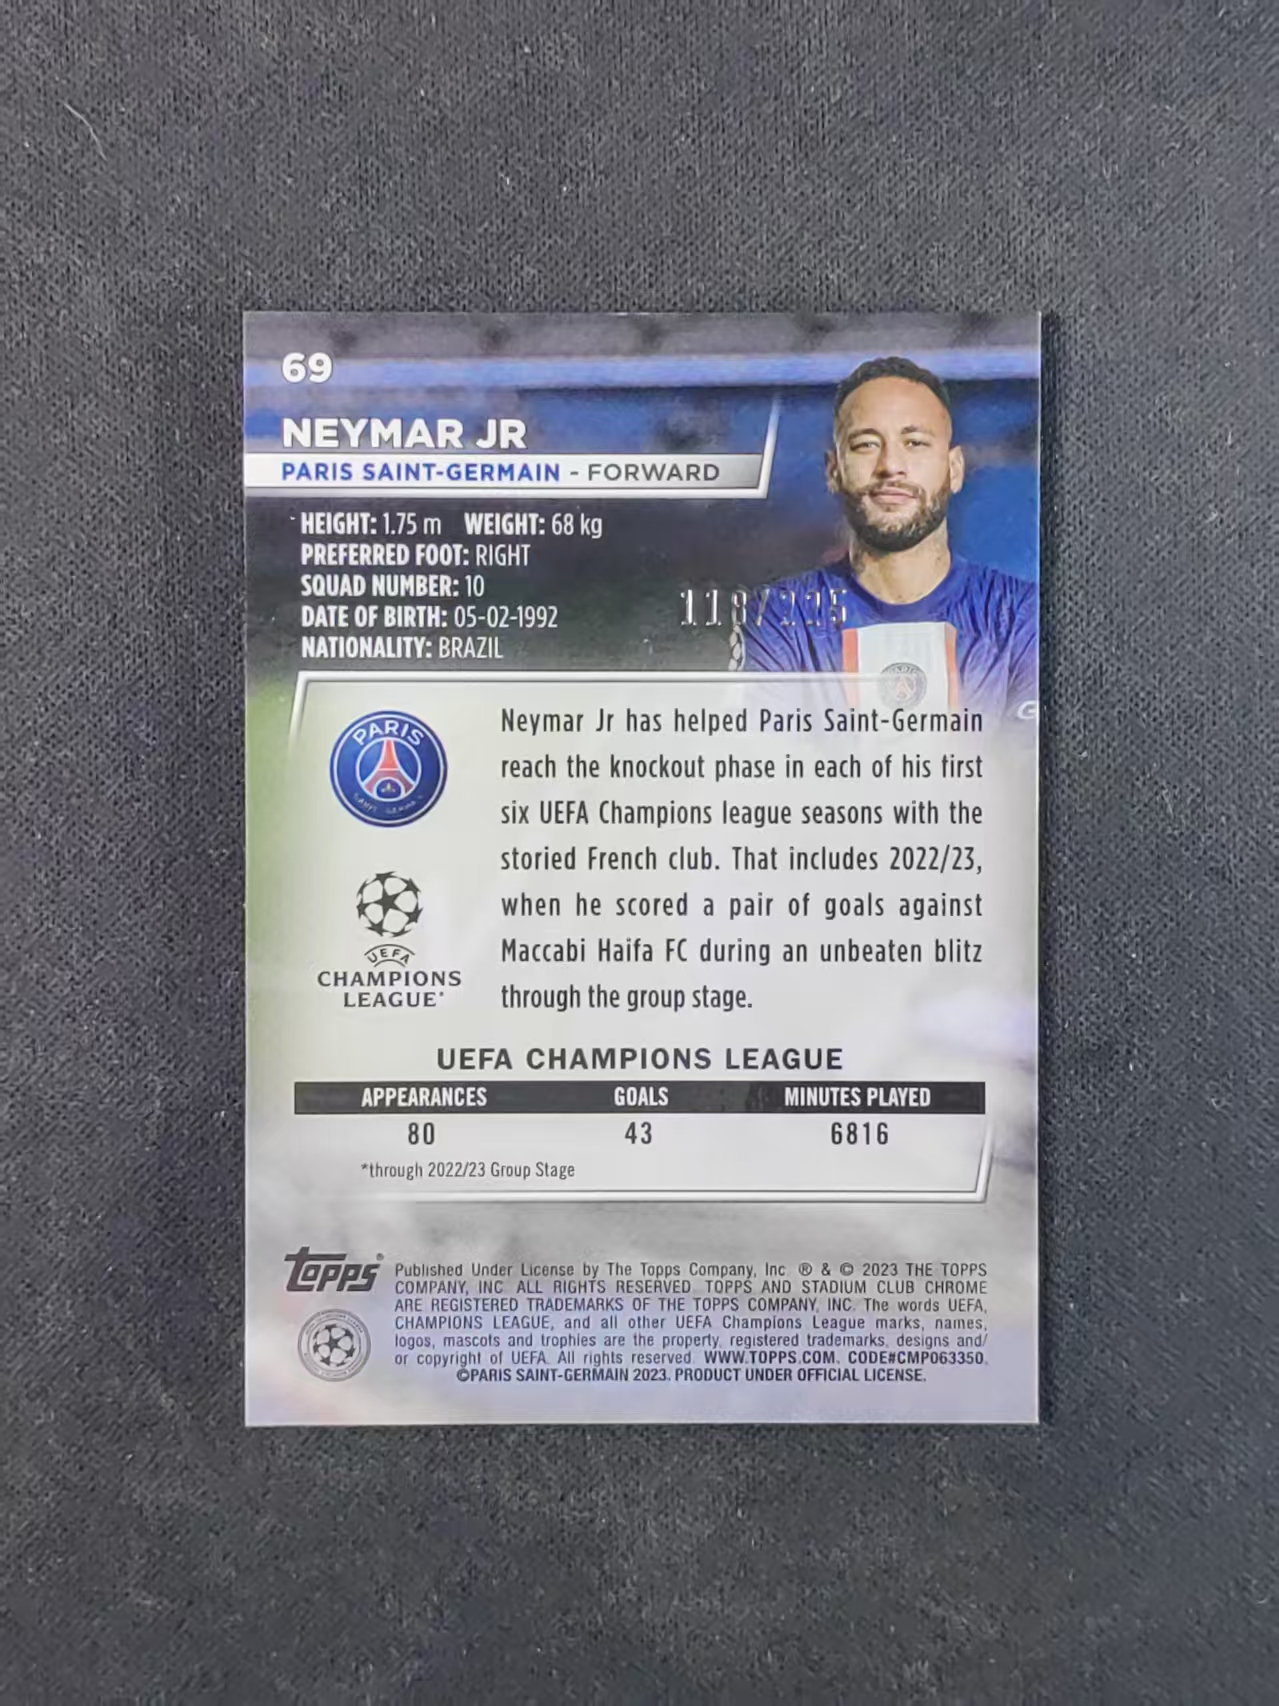 69
NEYMAR JR
PARIS SAINT-GERMAIN - FORWARD
HEIGHT: 1.75 m WEIGHT: 68 kg
PREFERRED FOOT: RIGHT
SQUAD NUMBER: 10
DATE OF BIRTH: 05-02-1992
NATIONALITY: BRAZIL
PARIS
Neymar Jr has helped Paris Saint-Germain
reach the knockout phase in each of his first
six UEFA Champions league seasons with the
storied French club. That includes 2022/23,
when he scored a pair of goals against
Maccabi Haifa FC during an unbeaten blitz
through the group stage.
UEFA
CHAMPIONS
LEAGUE
UEFA CHAMPIONS LEAGUE
APPEARANCES GOALS MINUTES PLAYED
80 43 6816
*through 2022/23 Group Stage
topps®
Published Under License by The Topps Company, Inc. ® & © 2023 THE TOPPS
COMPANY, INC. ALL RIGHTS RESERVED. TOPPS AND STADIUM CLUB CHROME
ARE REGISTERED TRADEMARKS OF THE TOPPS COMPANY, INC. The words UEFA,
CHAMPIONS LEAGUE, and all other UEFA Champions League marks, names,
logos, mascots and trophies are the property, registered trademarks, designs and/
or copyright of UEFA. All rights reserved. WWW.TOPPS.COM. CODE#CMP063350.
©PARIS SAINT-GERMAIN 2023. PRODUCT UNDER OFFICIAL LICENSE.